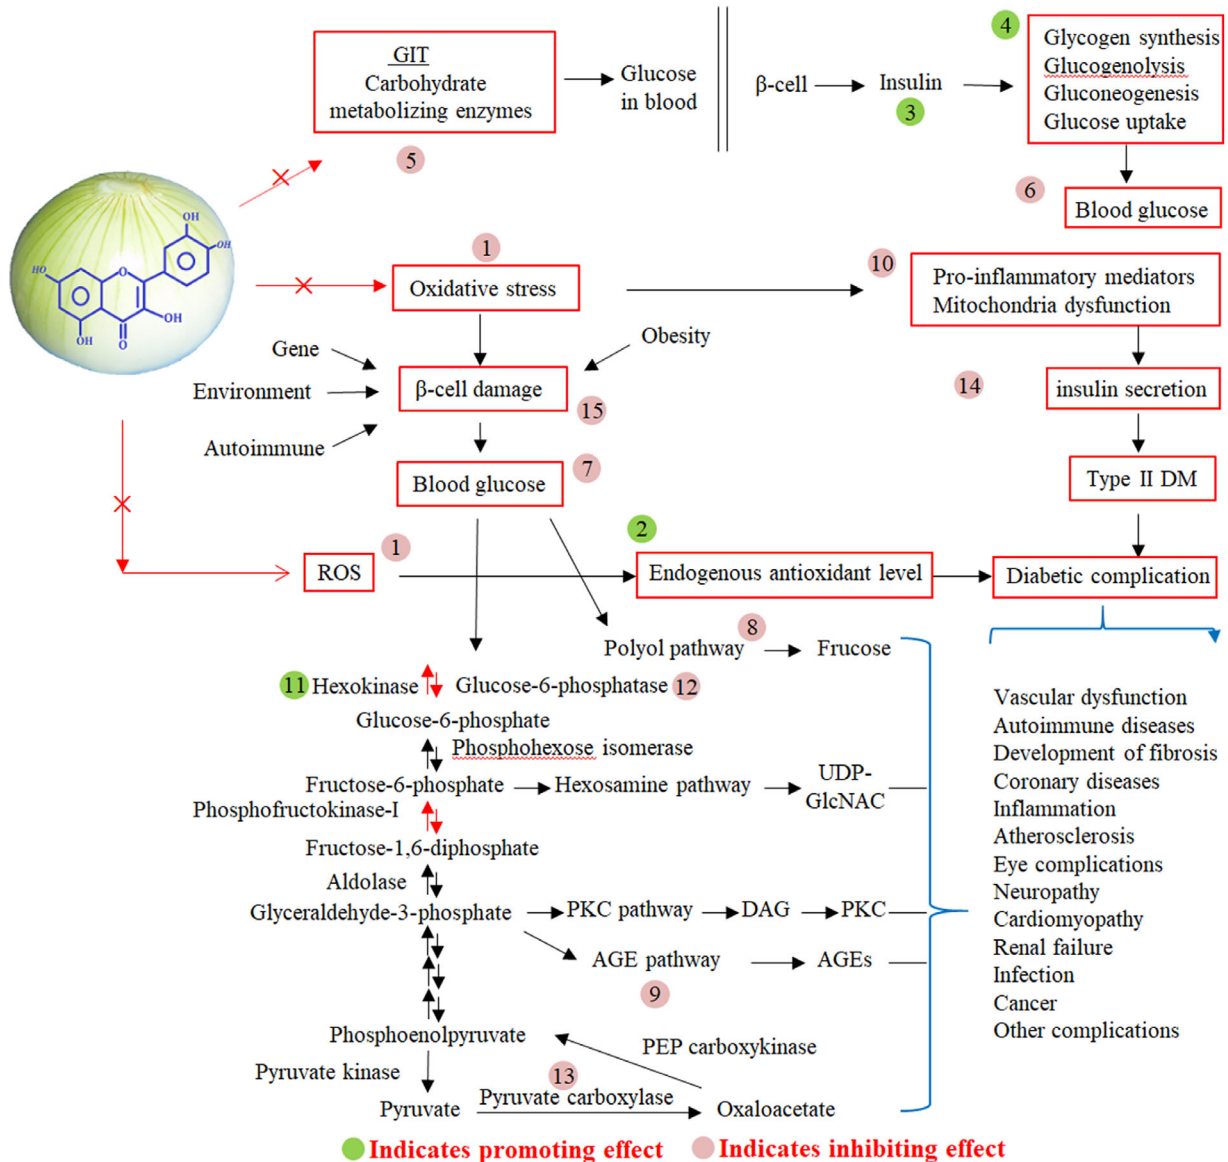 GIT
Carbohydrate
metabolizing enzymes
5
Glucose
in blood
β-cell
Insulin
3
4
Glycogen synthesis
Glucogenolysis
Gluconeogenesis
Glucose uptake
6
Blood glucose
OH
OH
HO
O
OH
OH
O
1
Oxidative stress
10
Pro-inflammatory mediators
Mitochondria dysfunction
Gene
Environment
Autoimmune
Obesity
β-cell damage
15
14
insulin secretion
7
Blood glucose
Type II DM
1
ROS
2
Endogenous antioxidant level
Diabetic complication
Polyol pathway
8
Frucose
11
Hexokinase
Glucose-6-phosphatase
12
Glucose-6-phosphate
Phosphohexose isomerase
Fructose-6-phosphate
Hexosamine pathway
UDP-
GlcNAC
Phosphofructokinase-I
Fructose-1,6-diphosphate
Aldolase
Glyceraldehyde-3-phosphate
PKC pathway
DAG
PKC
AGE pathway
AGEs
9
Phosphoenolpyruvate
PEP carboxykinase
Pyruvate kinase
13
Pyruvate carboxylase
Pyruvate
Oxaloacetate
Vascular dysfunction
Autoimmune diseases
Development of fibrosis
Coronary diseases
Inflammation
Atherosclerosis
Eye complications
Neuropathy
Cardiomyopathy
Renal failure
Infection
Cancer
Other complications
Indicates promoting effect
Indicates inhibiting effect